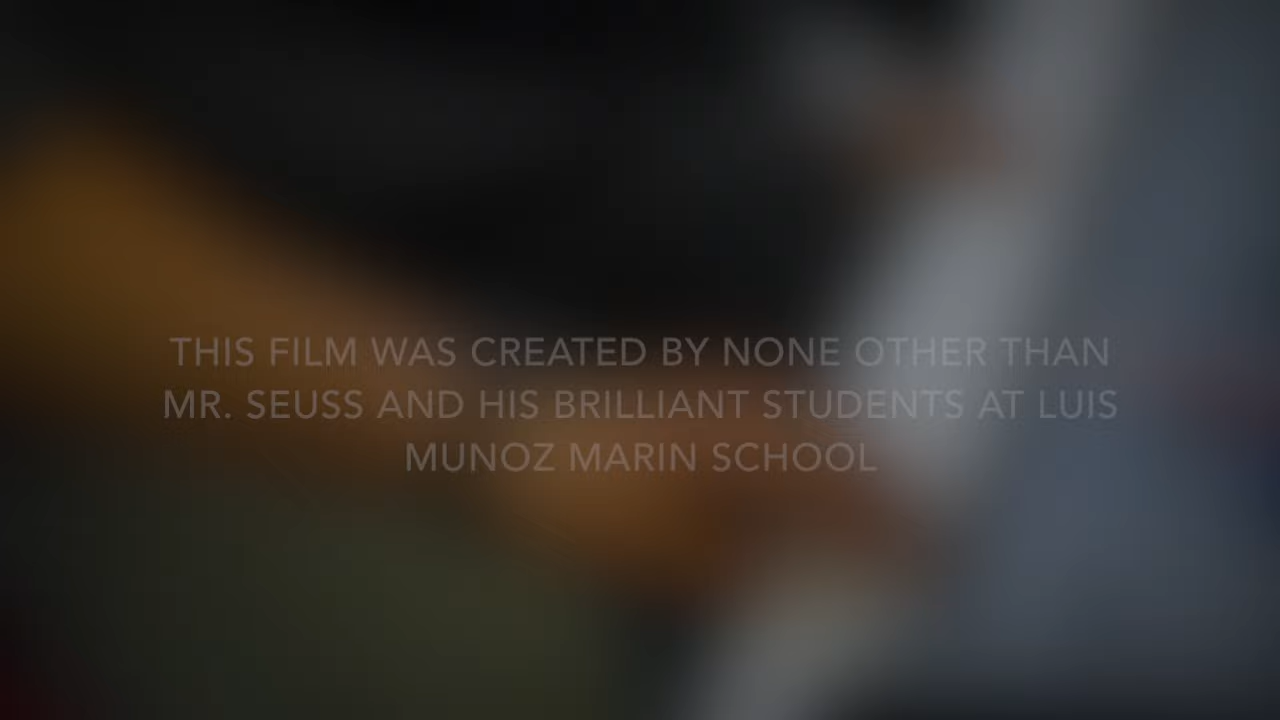 THIS FILM WAS CREATED BY NONE OTHER THAN
MR. SEUSS AND HIS BRILLIANT STUDENTS AT LUIS
MUNOZ MARIN SCHOOL